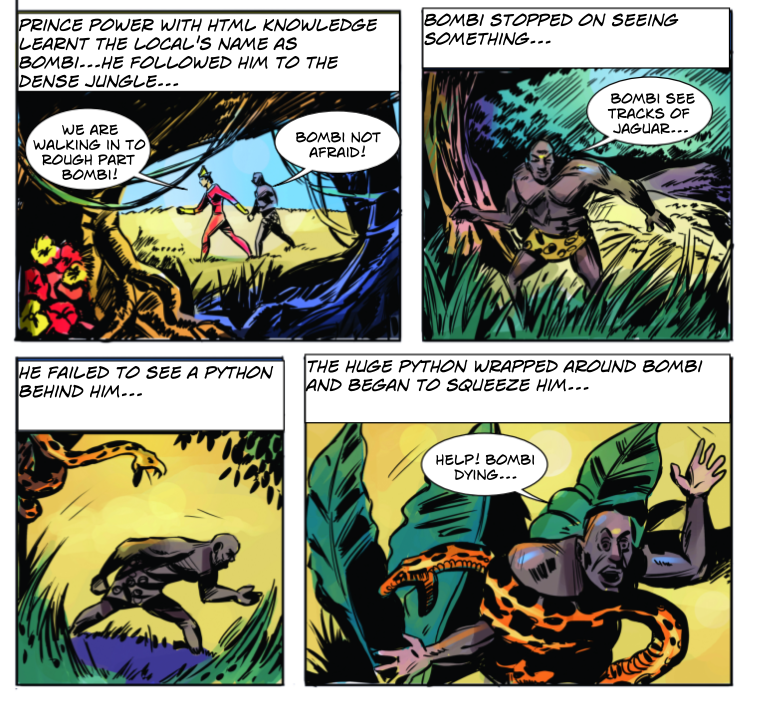 PRINCE POWER WITH HTML KNOWLEDGE
LEARNT THE LOCAL'S NAME AS
BOMBI...HE FOLLOWED HIM TO THE
DENSE JUNGLE...
WE ARE
WALKING IN TO
ROUGH PART
BOMBI!
BOMBI NOT
AFRAID!
BOMBI STOPPED ON SEEING
SOMETHING...
BOMBI SEE
TRACKS OF
JAGUAR...
HE FAILED TO SEE A PYTHON
BEHIND HIM...
THE HUGE PYTHON WRAPPED AROUND BOMBI
AND BEGAN TO SQUEEZE HIM...
HELP! BOMBI
DYING...